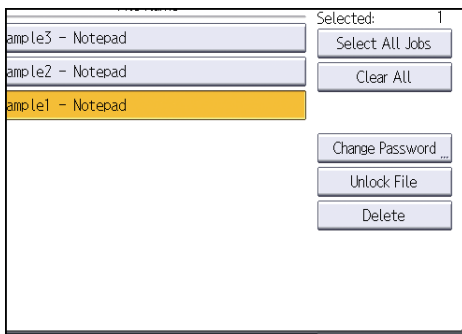 Selected: 1
ample3 - Notepad
Select All Jobs
ample2 - Notepad
Clear All
ample1 - Notepad
Change Password
Unlock File
Delete